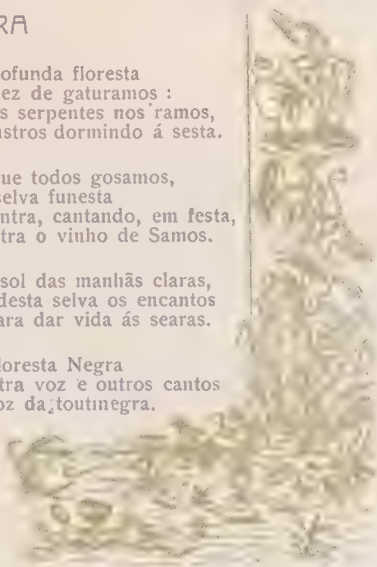 RA
ofunda floresta
ez de gaturamos :
s serpentes nos ramos,
nstros dormindo á sesta.
ue todos gosamos,
selva funesta
ntra, cantando, em festa,
tra o vinho de Samos.
sol das manhãs claras,
desta selva os encantos
ara dar vida ás searas.
loresta Negra
tra voz e outros cantos
oz da toutinegra.